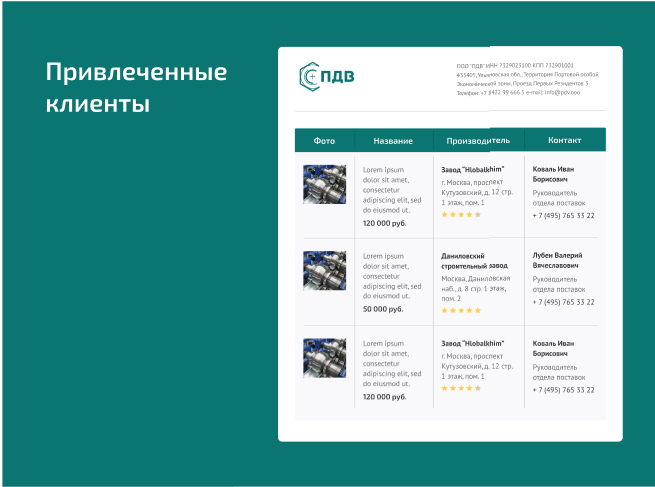 Привлеченные
клиенты
ПДВ
ООО "ПДВ" ИНН 7329023100 КПП 732901001
433405, Ульяновская обл., Территория Портовой особой
Экономической зоны, Проезд Первых Резидентов 5
Телефон: +7 8422 99 666 5 e-mail: info@pdv.ooo
Фото Название Производитель Контакт
Lorem ipsum
dolor sit amet,
consectetur
adipiscing elit, sed
do eiusmod ut.
120 000 руб.
Завод "Hlobalkhim"
г. Москва, проспект
Кутузовский, д. 12 стр.
1 этаж, пом. 1
Коваль Иван
Борисович
Руководитель
отдела поставок
+ 7 (495) 765 33 22
Lorem ipsum
dolor sit amet,
consectetur
adipiscing elit, sed
do eiusmod ut.
50 000 руб.
Даниловский
строительный завод
Москва, Даниловская
наб., д. 8 стр. 1 этаж,
пом. 2
Лубен Валерий
Вячеславович
Руководитель
отдела поставок
+ 7 (495) 765 33 22
Lorem ipsum
dolor sit amet,
consectetur
adipiscing elit, sed
do eiusmod ut.
120 000 руб.
Завод "Hlobalkhim"
г. Москва, проспект
Кутузовский, д. 12 стр.
1 этаж, пом. 1
Коваль Иван
Борисович
Руководитель
отдела поставок
+ 7 (495) 765 33 22